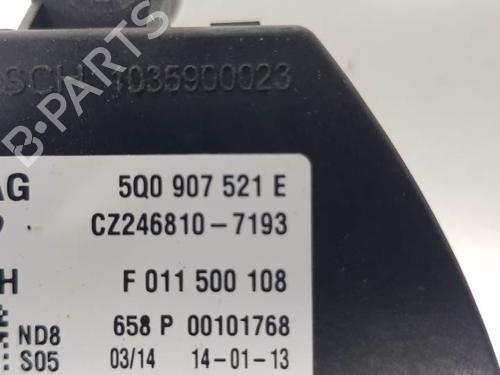 SCH 1035900023
AG 5Q0 907 521 E
CZ246810-7193
H F 011 500 108
ND8 658 P 00101768
S05 03/14 14-01-13
B-PARTS